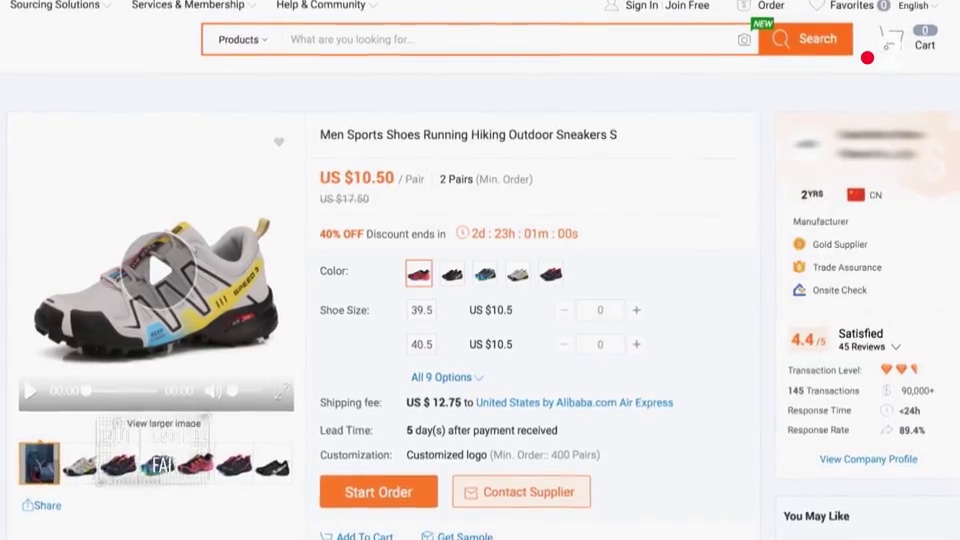 Sourcing Solutions Services & Membership Help & Community Sign In Join Free Order Favorites 0 English
NEW
Products What are you looking for... Search
0
Cart
Men Sports Shoes Running Hiking Outdoor Sneakers S
US $10.50 / Pair 2 Pairs (Min. Order)
US $17.50
40% OFF Discount ends in 2d : 23h : 01m : 00s
Color:
Shoe Size: 39.5 US $10.5 − 0 +
40.5 US $10.5 − 0 +
All 9 Options
Shipping fee: US $ 12.75 to United States by Alibaba.com Air Express
Lead Time: 5 day(s) after payment received
Customization: Customized logo (Min. Order:: 400 Pairs)
Start Order Contact Supplier
Add To Cart Get Sample
SPEED 3
00:00 00:00
View larger image
FAI
Share
2YRS CN
Manufacturer
Gold Supplier
Trade Assurance
Onsite Check
4.4 /5 Satisfied
45 Reviews
Transaction Level:
145 Transactions $ 90,000+
Response Time <24h
Response Rate 89.4%
View Company Profile
You May Like